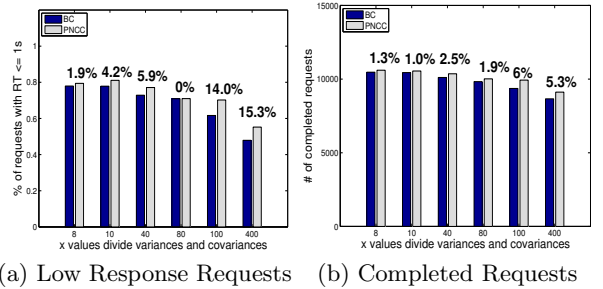 BC
PNCC
1
0.8
0.6
0.4
0.2
0
% of requests with RT <= 1s
1.9% 4.2% 5.9% 0% 14.0% 15.3%
8 10 40 80 100 400
x values divide variances and covariances
(a) Low Response Requests
BC
PNCC
15000
10000
5000
0
# of completed requests
1.3% 1.0% 2.5% 1.9% 6% 5.3%
8 10 40 80 100 400
x values divide variances and covariances
(b) Completed Requests